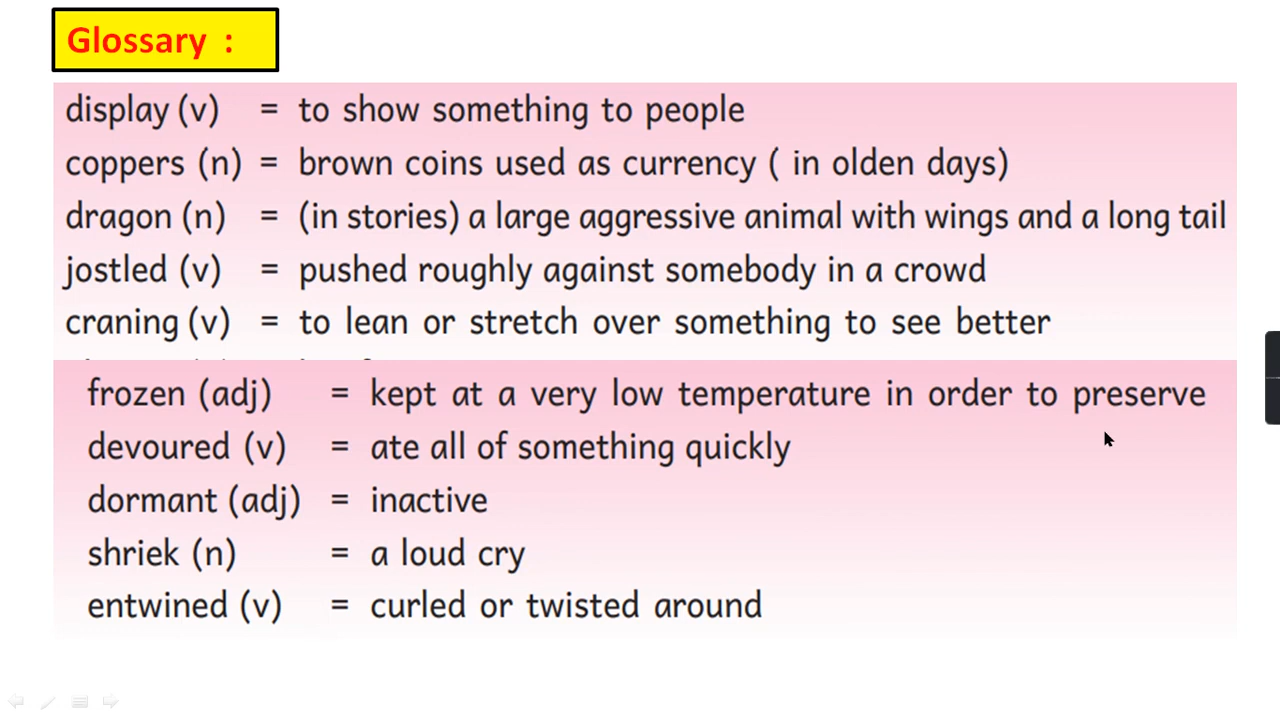 Glossary :
display (v) = to show something to people
coppers (n) = brown coins used as currency ( in olden days)
dragon (n) = (in stories) a large aggressive animal with wings and a long tail
jostled (v) = pushed roughly against somebody in a crowd
craning (v) = to lean or stretch over something to see better
frozen (adj) = kept at a very low temperature in order to preserve
devoured (v) = ate all of something quickly
dormant (adj) = inactive
shriek (n) = a loud cry
entwined (v) = curled or twisted around